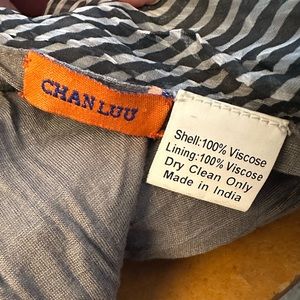 CHAN LUU
Shell:100% Viscose
Lining:100% Viscose
Dry Clean Only
Made in India